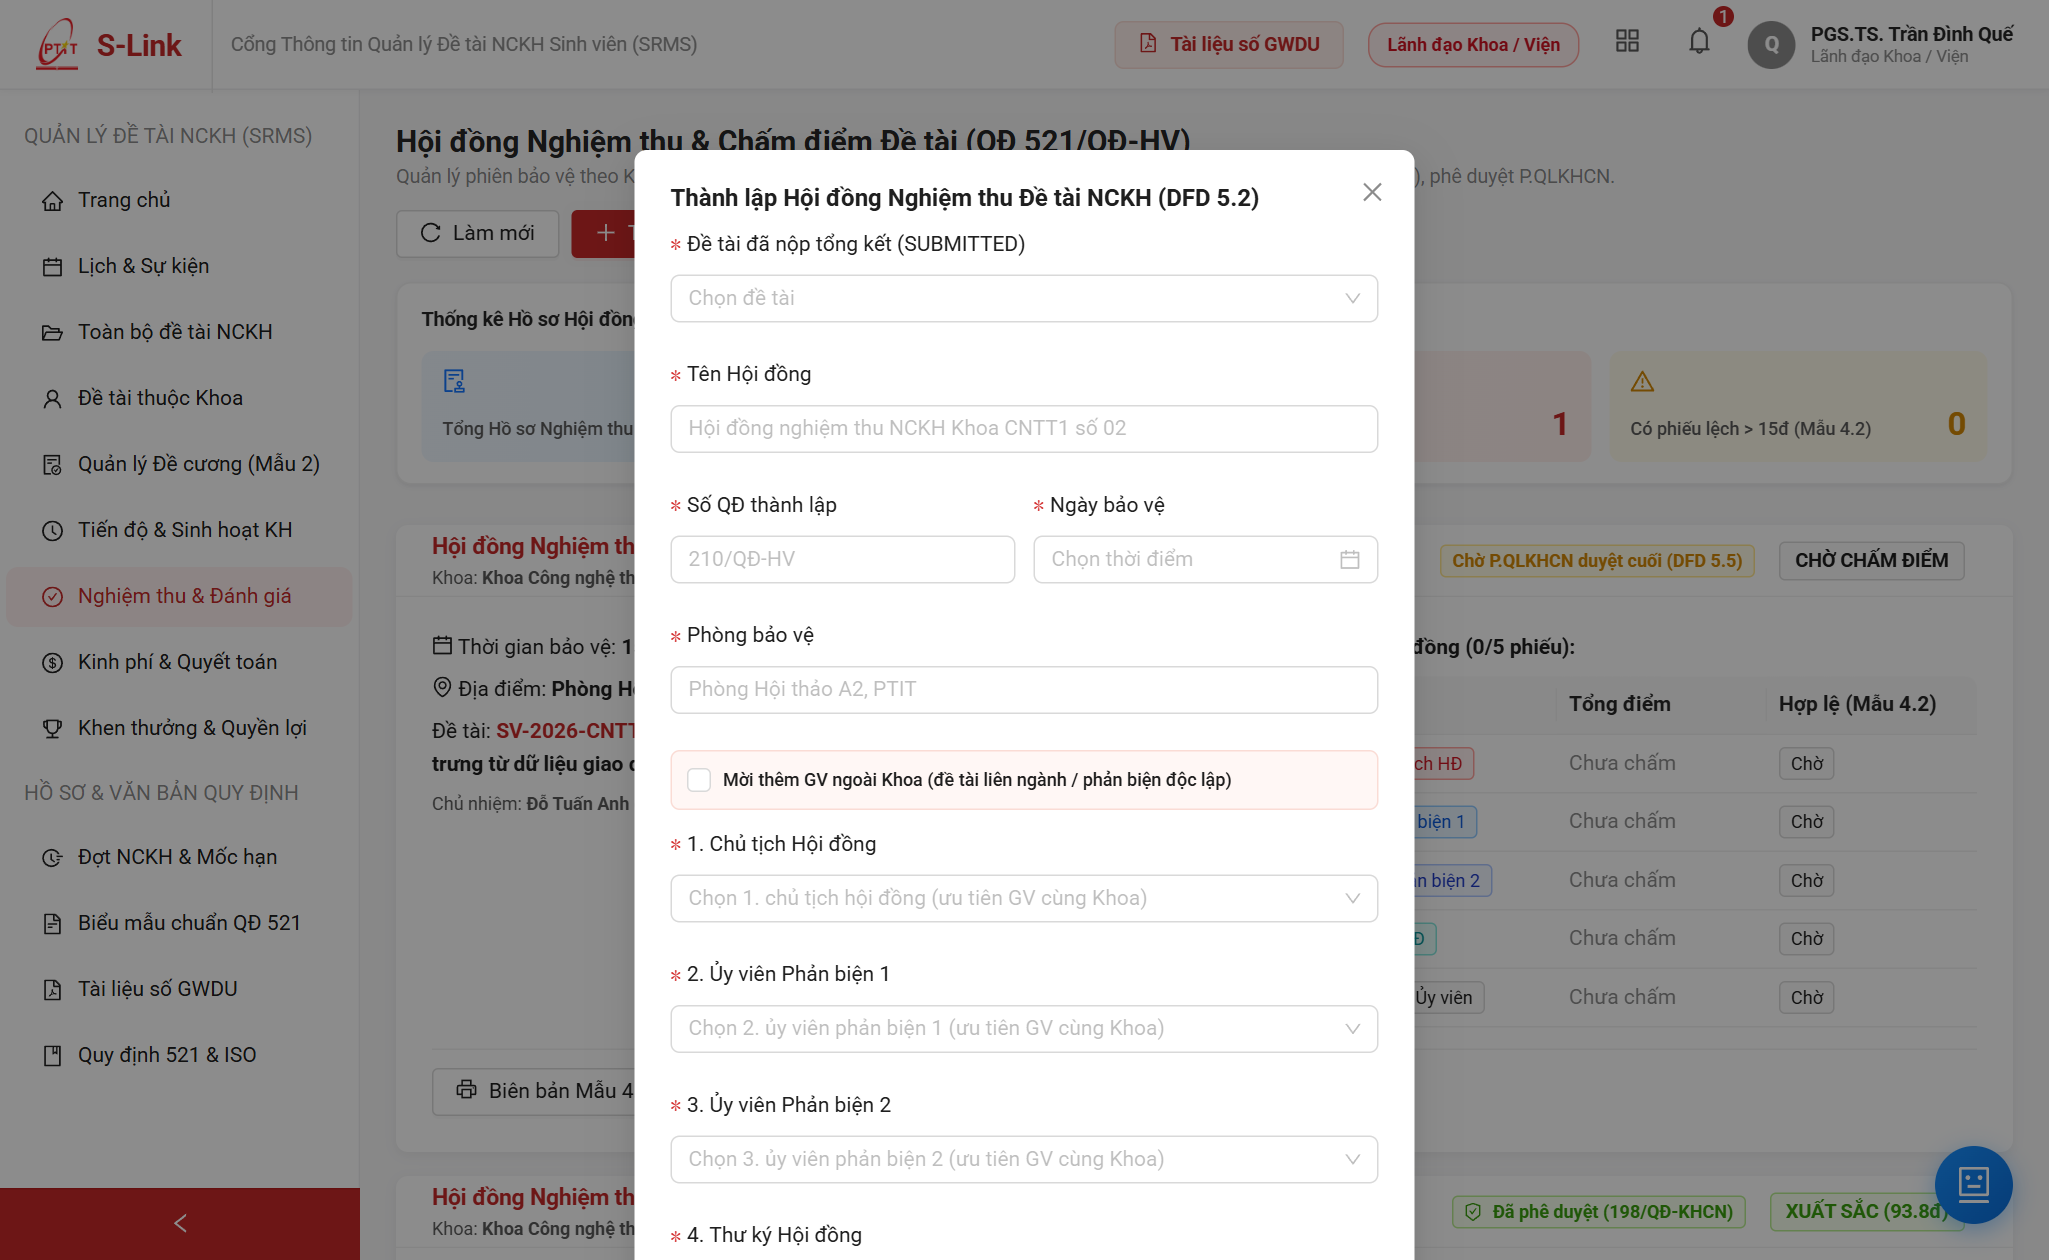 PTIT
S-Link
Cổng Thông tin Quản lý Đề tài NCKH Sinh viên (SRMS)
Tài liệu số GWDU
Lãnh đạo Khoa / Viện
1
Q
PGS.TS. Trần Đình Quế
Lãnh đạo Khoa / Viện
QUẢN LÝ ĐỀ TÀI NCKH (SRMS)
Trang chủ
Lịch & Sự kiện
Toàn bộ đề tài NCKH
Đề tài thuộc Khoa
Quản lý Đề cương (Mẫu 2)
Tiến độ & Sinh hoạt KH
Nghiệm thu & Đánh giá
Kinh phí & Quyết toán
Khen thưởng & Quyền lợi
HỒ SƠ & VĂN BẢN QUY ĐỊNH
Đợt NCKH & Mốc hạn
Biểu mẫu chuẩn QĐ 521
Tài liệu số GWDU
Quy định 521 & ISO
Hội đồng Nghiệm thu & Chấm điểm Đề tài (QĐ 521/QĐ-HV)
Quản lý phiên bảo vệ theo K
), phê duyệt P.QLKHCN.
Làm mới
Thống kê Hồ sơ Hội đồn
Tổng Hồ sơ Nghiệm thu
1
Có phiếu lệch > 15đ (Mẫu 4.2)
0
Hội đồng Nghiệm th
Khoa: Khoa Công nghệ th
Chờ P.QLKHCN duyệt cuối (DFD 5.5)
CHỜ CHẤM ĐIỂM
Thời gian bảo vệ: 1
Địa điểm: Phòng H
Đề tài: SV-2026-CNTT
trưng từ dữ liệu giao
Chủ nhiệm: Đỗ Tuấn Anh
đồng (0/5 phiếu):
Tổng điểm
Hợp lệ (Mẫu 4.2)
ch HĐ
Chưa chấm
Chờ
biện 1
Chưa chấm
Chờ
n biện 2
Chưa chấm
Chờ
Đ
Chưa chấm
Chờ
Ủy viên
Chưa chấm
Chờ
Biên bản Mẫu 4
Hội đồng Nghiệm th
Khoa: Khoa Công nghệ th
Đã phê duyệt (198/QĐ-KHCN)
XUẤT SẮC (93.8đ)
Thành lập Hội đồng Nghiệm thu Đề tài NCKH (DFD 5.2)
* Đề tài đã nộp tổng kết (SUBMITTED)
Chọn đề tài
* Tên Hội đồng
Hội đồng nghiệm thu NCKH Khoa CNTT1 số 02
* Số QĐ thành lập
* Ngày bảo vệ
210/QĐ-HV
Chọn thời điểm
* Phòng bảo vệ
Phòng Hội thảo A2, PTIT
Mời thêm GV ngoài Khoa (đề tài liên ngành / phản biện độc lập)
* 1. Chủ tịch Hội đồng
Chọn 1. chủ tịch hội đồng (ưu tiên GV cùng Khoa)
* 2. Ủy viên Phản biện 1
Chọn 2. ủy viên phản biện 1 (ưu tiên GV cùng Khoa)
* 3. Ủy viên Phản biện 2
Chọn 3. ủy viên phản biện 2 (ưu tiên GV cùng Khoa)
* 4. Thư ký Hội đồng